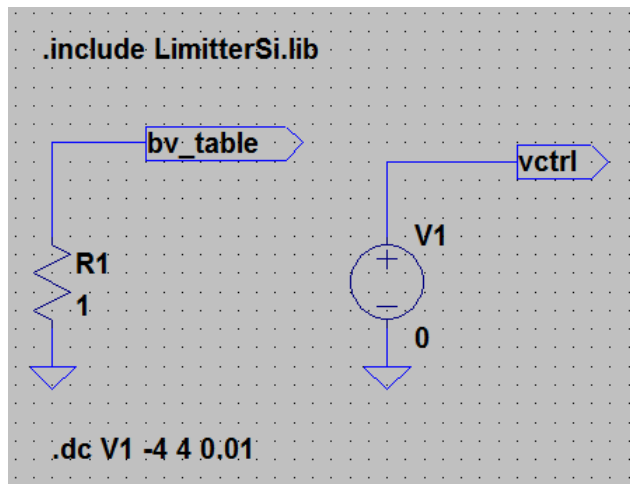 .include LimitterSi.lib
bv_table
vctrl
R1
1
V1
0
.dc V1 -4 4 0.01